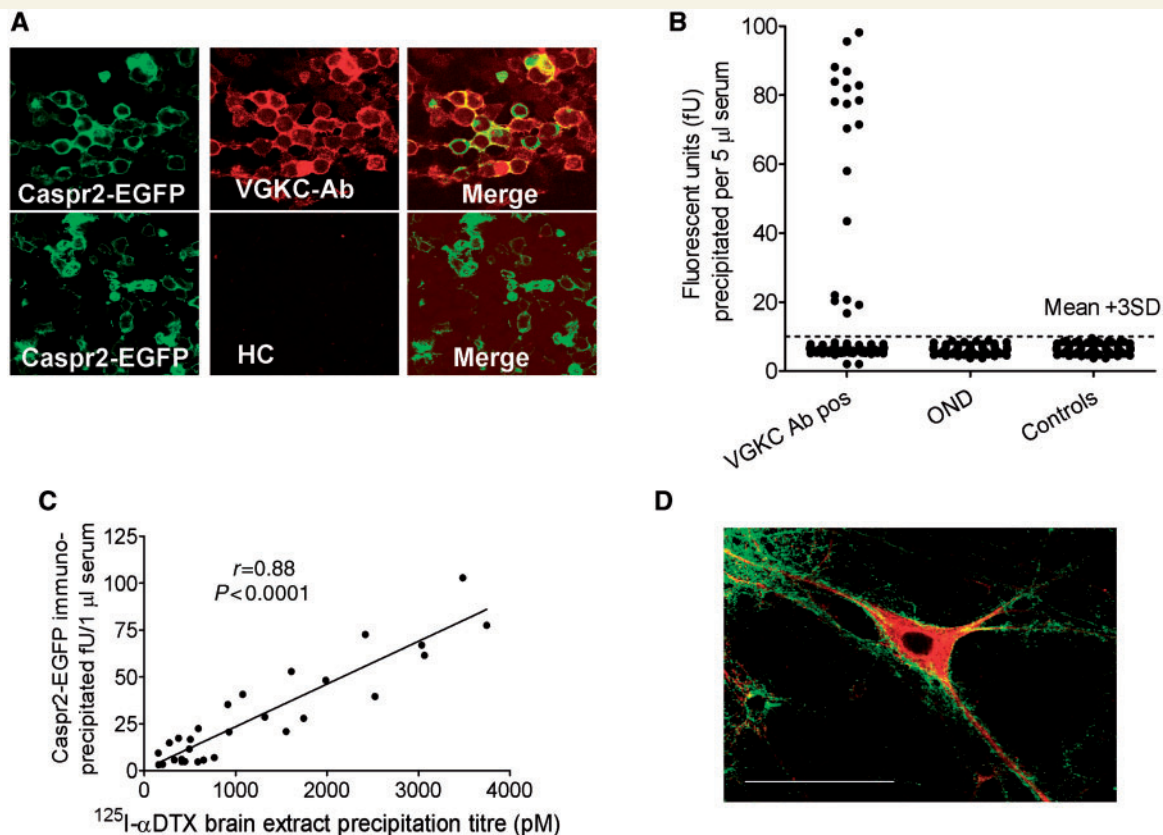 A
Caspr2-EGFP
VGKC-Ab
Merge
Caspr2-EGFP
HC
Merge
B
Fluorescent units (fU)
precipitated per 5 µl serum
100
80
60
40
20
0
Mean +3SD
VGKC Ab pos
OND
Controls
C
Caspr2-EGFP immuno-
precipitated fU/1 µl serum
125
100
75
50
25
0
r=0.88
P<0.0001
0
1000
2000
3000
4000
¹²⁵I-αDTX brain extract precipitation titre (pM)
D